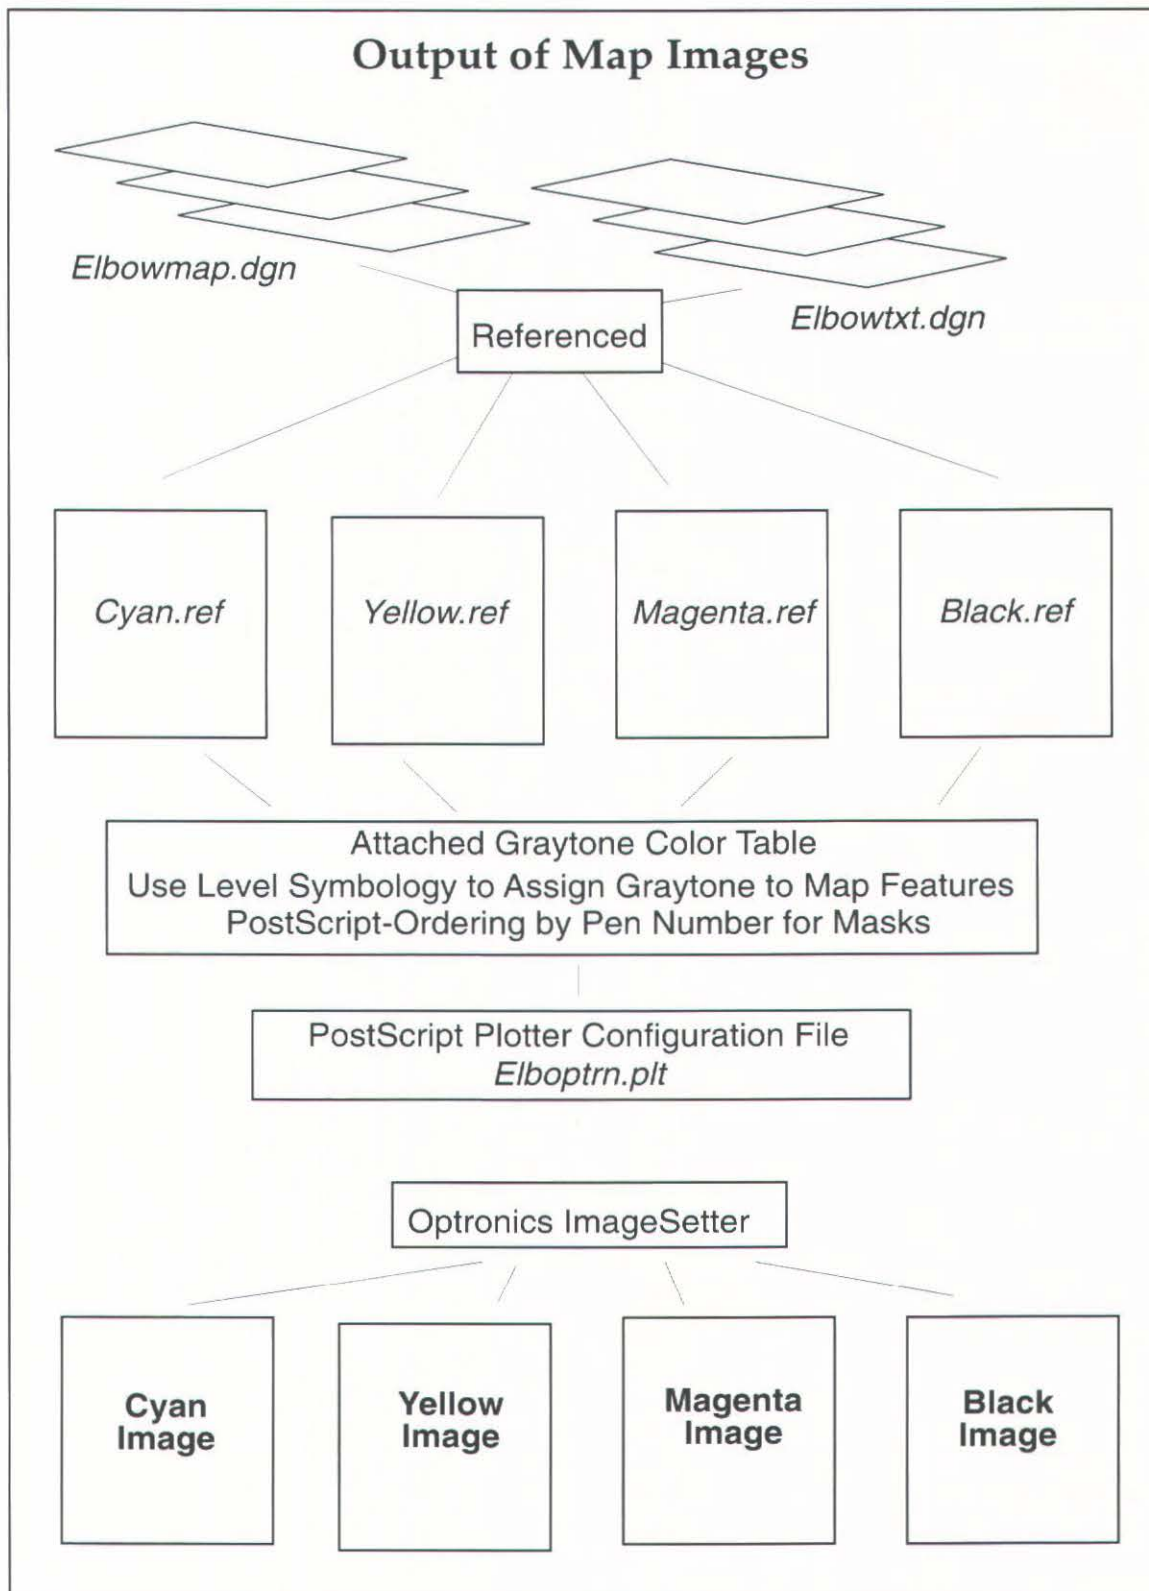 Output of Map Images
Elbowmap.dgn
Elbowtxt.dgn
Referenced
Cyan.ref
Yellow.ref
Magenta.ref
Black.ref
Attached Graytone Color Table
Use Level Symbology to Assign Graytone to Map Features
PostScript-Ordering by Pen Number for Masks
PostScript Plotter Configuration File
Elboptrn.plt
Optronics ImageSetter
Cyan
Image
Yellow
Image
Magenta
Image
Black
Image